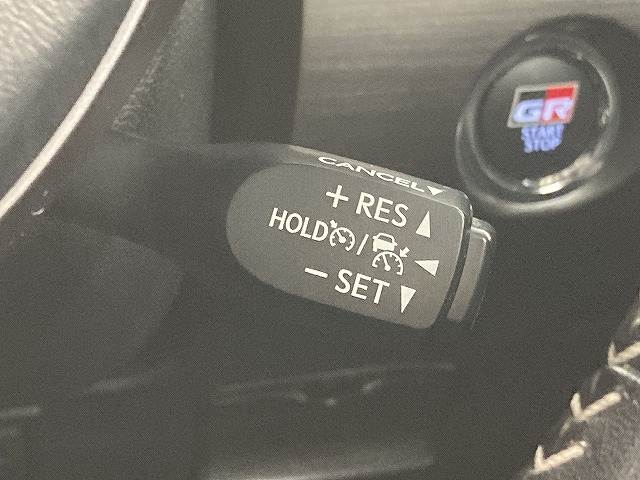 CANCEL▼
+ RES ▲
HOLD / ◀
− SET ▼
GR
START
STOP